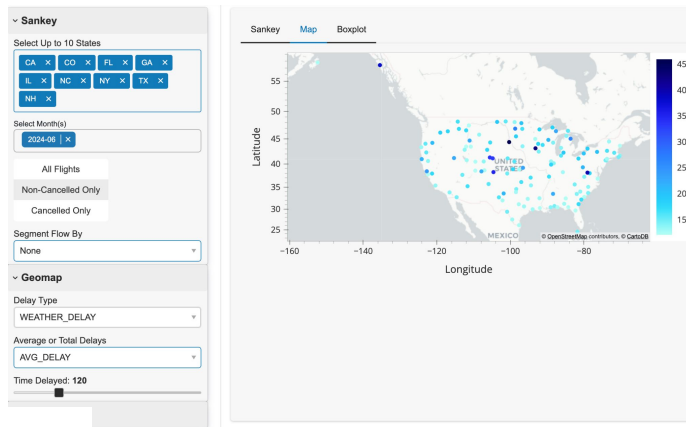 Sankey
Select Up to 10 States
CA × CO × FL × GA ×
IL × NC × NY × TX ×
NH ×
Select Month(s)
2024-06 ×
All Flights
Non-Cancelled Only
Cancelled Only
Segment Flow By
None
Geomap
Delay Type
WEATHER_DELAY
Average or Total Delays
AVG_DELAY
Time Delayed: 120
Sankey Map Boxplot
Latitude
55
50
45
40
35
30
25
UNITED
STATES
MEXICO
© OpenStreetMap contributors, © CartoDB
−160 −140 −120 −100 −80
Longitude
45
40
35
30
25
20
15